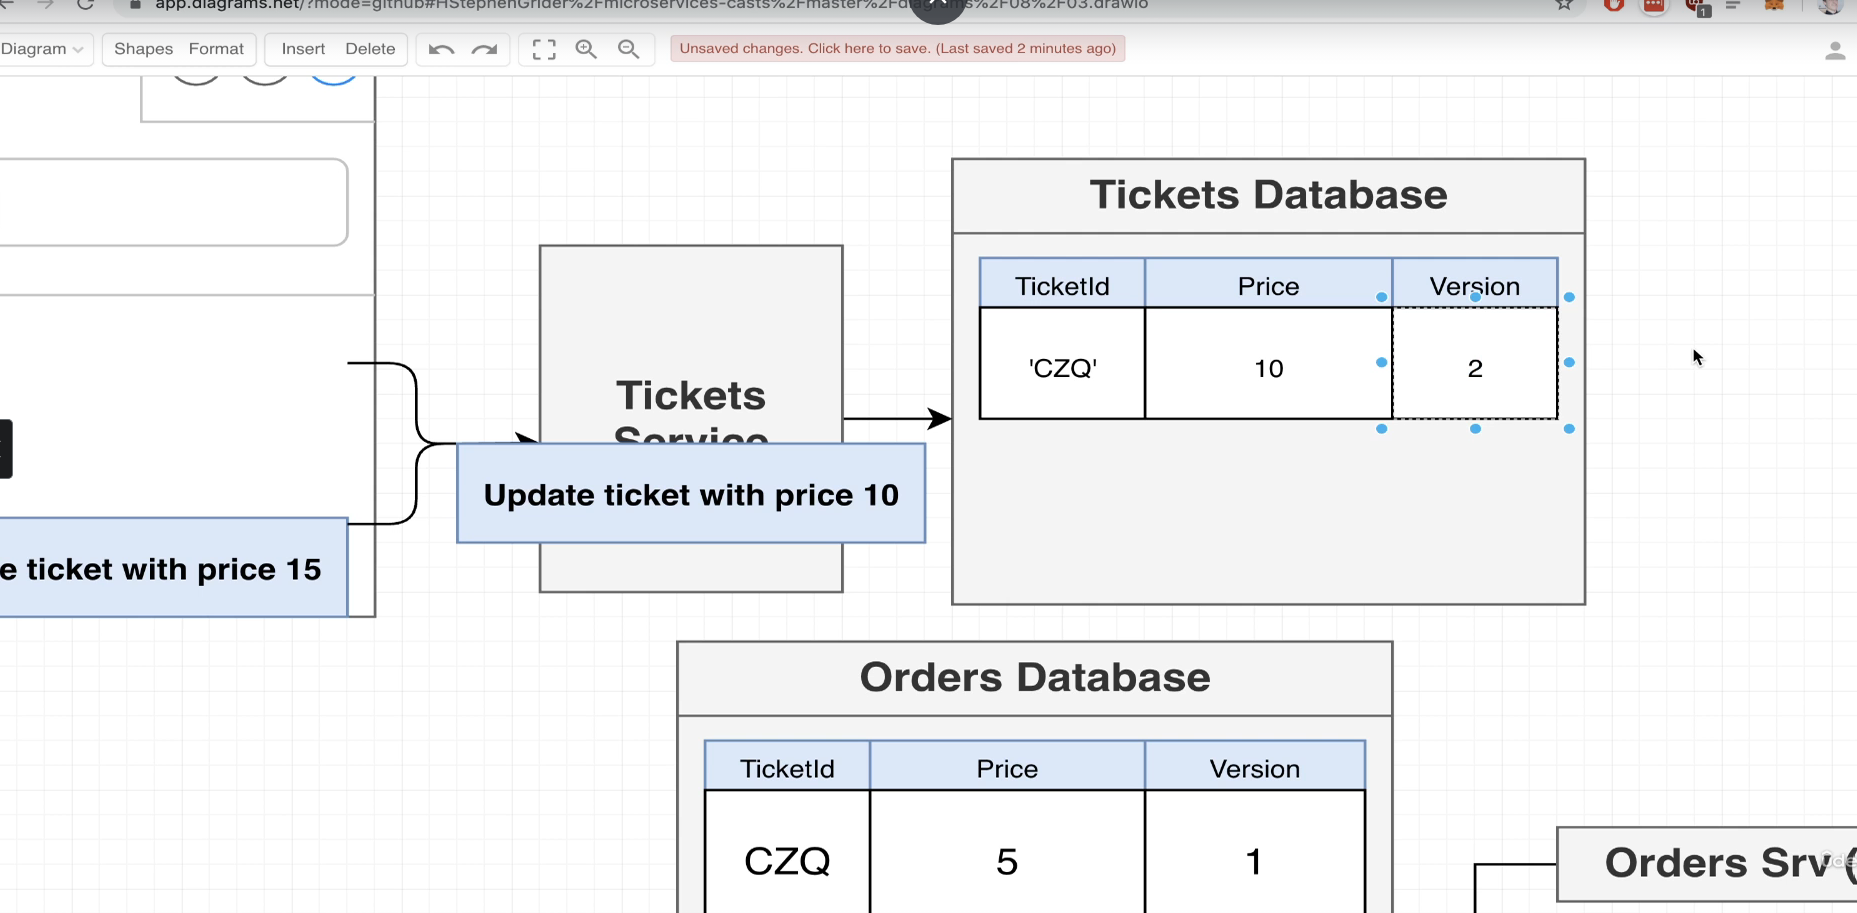 app.diagrams.net/?mode=github#HStephenGrider%2Fmicroservices-casts%2Fmaster%2Fdiagrams%2F08%2F03.drawio
1
Diagram Shapes Format Insert Delete Unsaved changes. Click here to save. (Last saved 2 minutes ago)
Tickets Database
TicketId Price Version
'CZQ' 10 2
Tickets
Service
Update ticket with price 10
e ticket with price 15
Orders Database
TicketId Price Version
CZQ 5 1
Orders Srv (